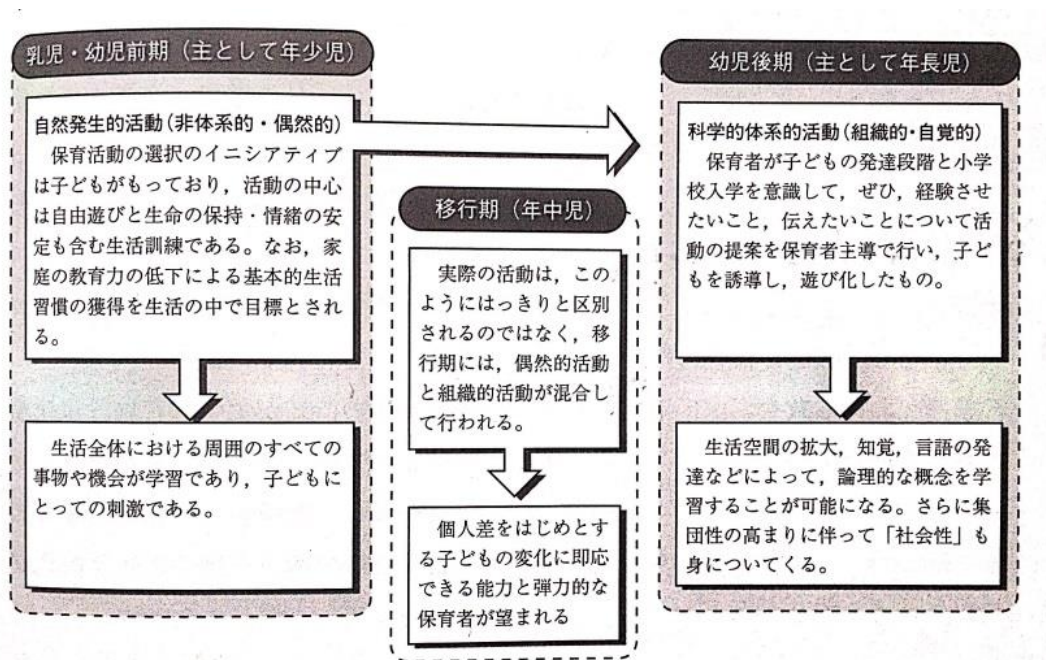 乳児・幼児前期（主として年少児）
自然発生的活動（非体系的・偶然的）
　保育活動の選択のイニシアティブ
は子どもがもっており，活動の中心
は自由遊びと生命の保持・情緒の安
定も含む生活訓練である。なお，家
庭の教育力の低下による基本的生活
習慣の獲得を生活の中で目標とされ
る。
　生活全体における周囲のすべての
事物や機会が学習であり，子どもに
とっての刺激である。
移行期（年中児）
　実際の活動は，この
ようにはっきりと区別
されるのではなく，移
行期には，偶然的活動
と組織的活動が混合し
て行われる。
　個人差をはじめとす
る子どもの変化に即応
できる能力と弾力的な
保育者が望まれる
幼児後期（主として年長児）
科学的体系的活動（組織的・自覚的）
　保育者が子どもの発達段階と小学
校入学を意識して，ぜひ，経験させ
たいこと，伝えたいことについて活
動の提案を保育者主導で行い，子ど
もを誘導し，遊び化したもの。
　生活空間の拡大，知覚，言語の発
達などによって，論理的な概念を学
習することが可能になる。さらに集
団性の高まりに伴って「社会性」も
身についてくる。